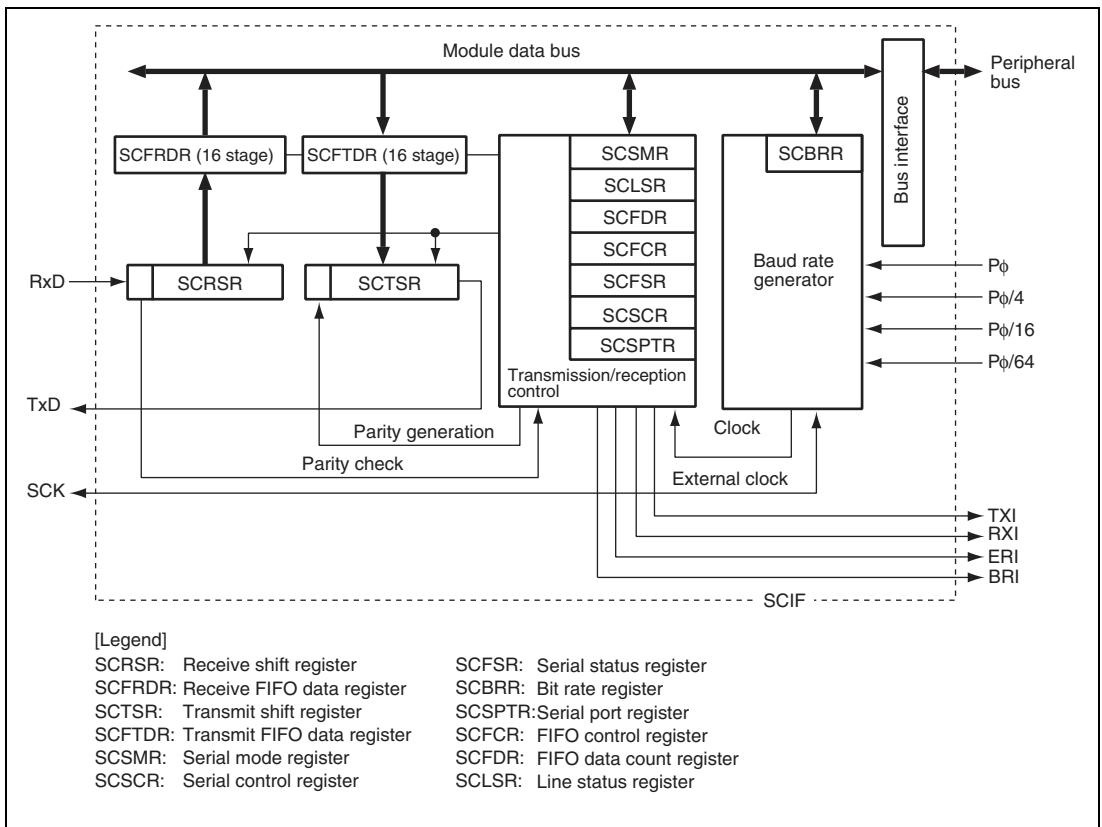 Module data bus
Peripheral
bus
Bus interface
SCFRDR (16 stage)
SCFTDR (16 stage)
SCSMR
SCLSR
SCFDR
SCFCR
SCFSR
SCSCR
SCSPTR
Transmission/reception
control
SCBRR
Baud rate
generator
RxD
SCRSR
SCTSR
Pϕ
Pϕ/4
Pϕ/16
Pϕ/64
TxD
Parity generation
Parity check
Clock
External clock
SCK
TXI
RXI
ERI
BRI
SCIF
[Legend]
SCRSR: Receive shift register
SCFRDR: Receive FIFO data register
SCTSR: Transmit shift register
SCFTDR: Transmit FIFO data register
SCSMR: Serial mode register
SCSCR: Serial control register
SCFSR: Serial status register
SCBRR: Bit rate register
SCSPTR:Serial port register
SCFCR: FIFO control register
SCFDR: FIFO data count register
SCLSR: Line status register